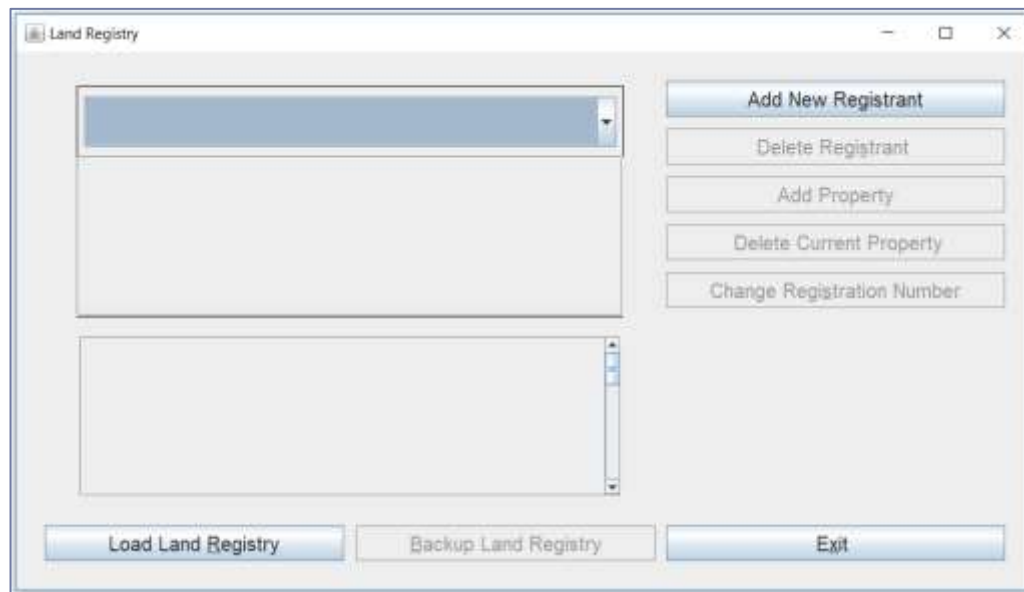 Land Registry
Add New Registrant
Delete Registrant
Add Property
Delete Current Property
Change Registration Number
Load Land Registry
Backup Land Registry
Exit